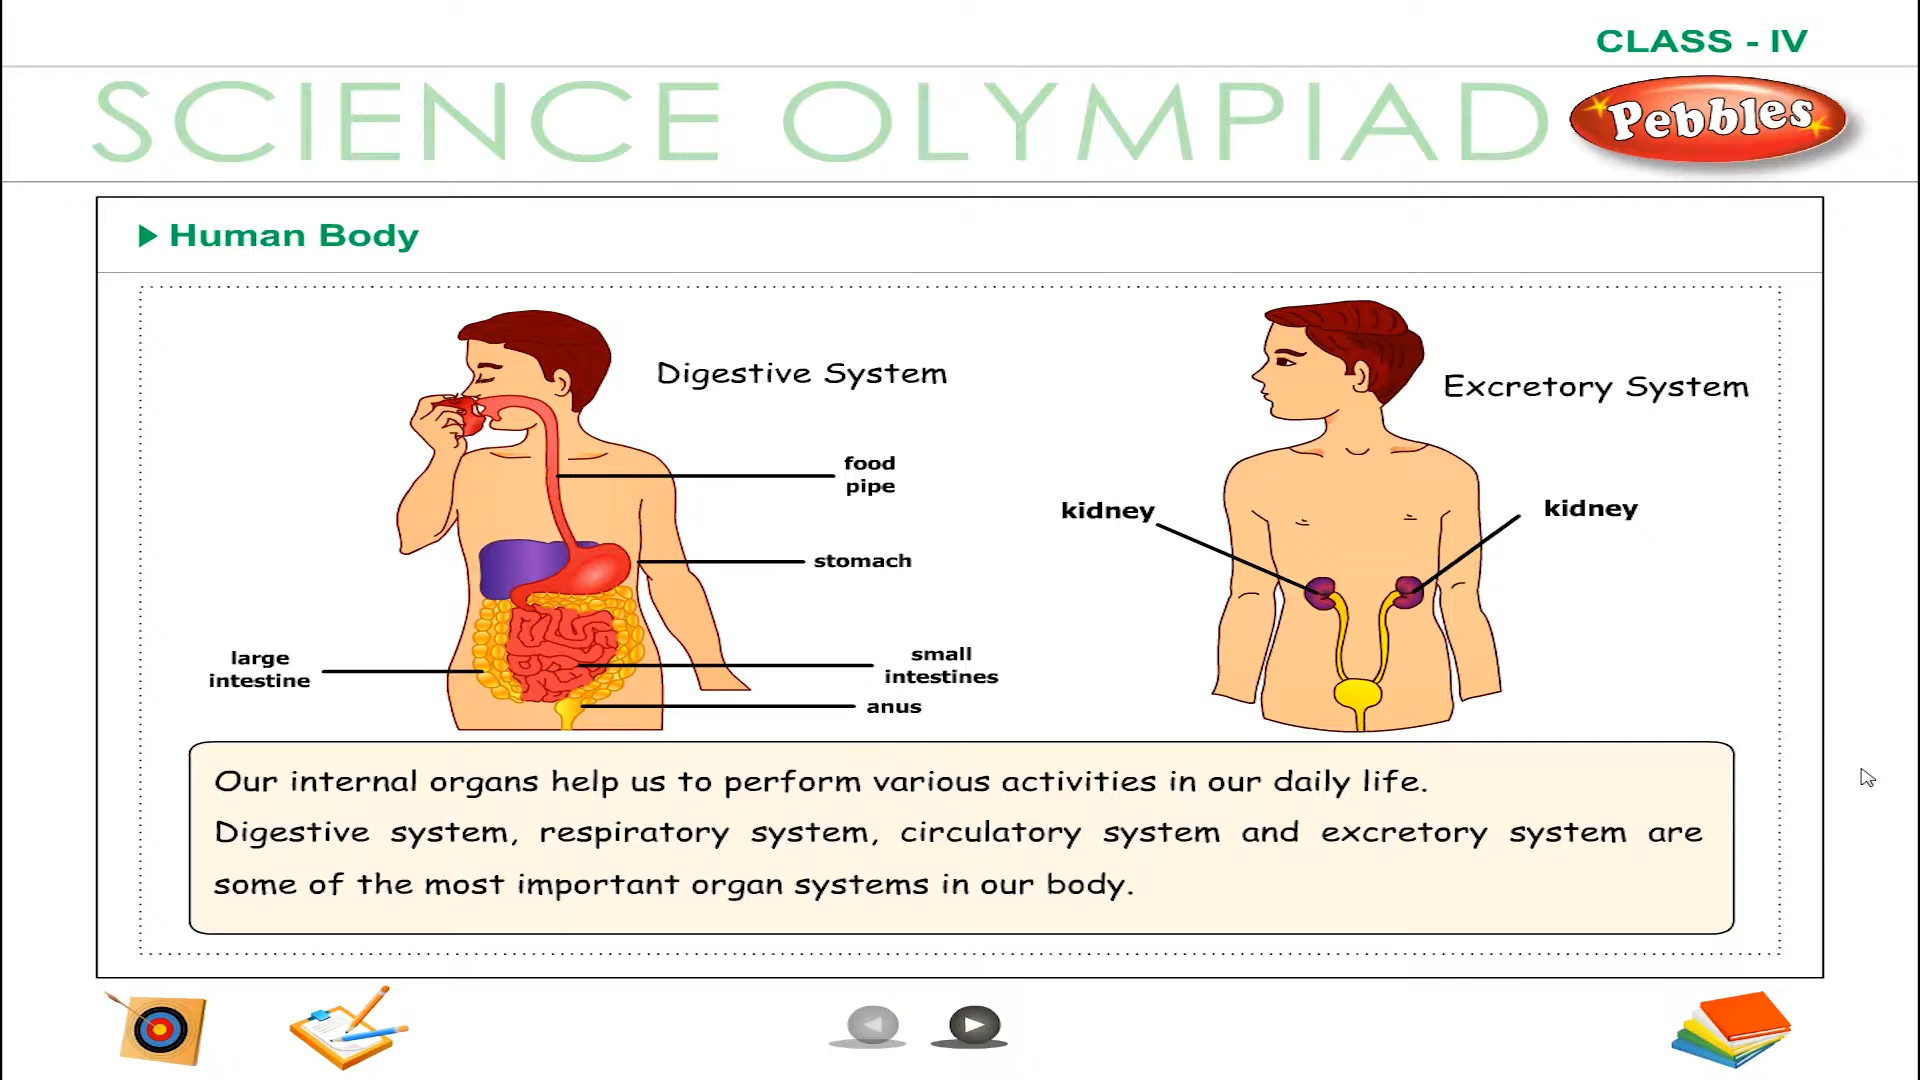 CLASS - IV
SCIENCE OLYMPIAD
Pebbles
Human Body
Digestive System
food
pipe
stomach
large
intestine
small
intestines
anus
Excretory System
kidney
kidney
Our internal organs help us to perform various activities in our daily life.
Digestive system, respiratory system, circulatory system and excretory system are
some of the most important organ systems in our body.